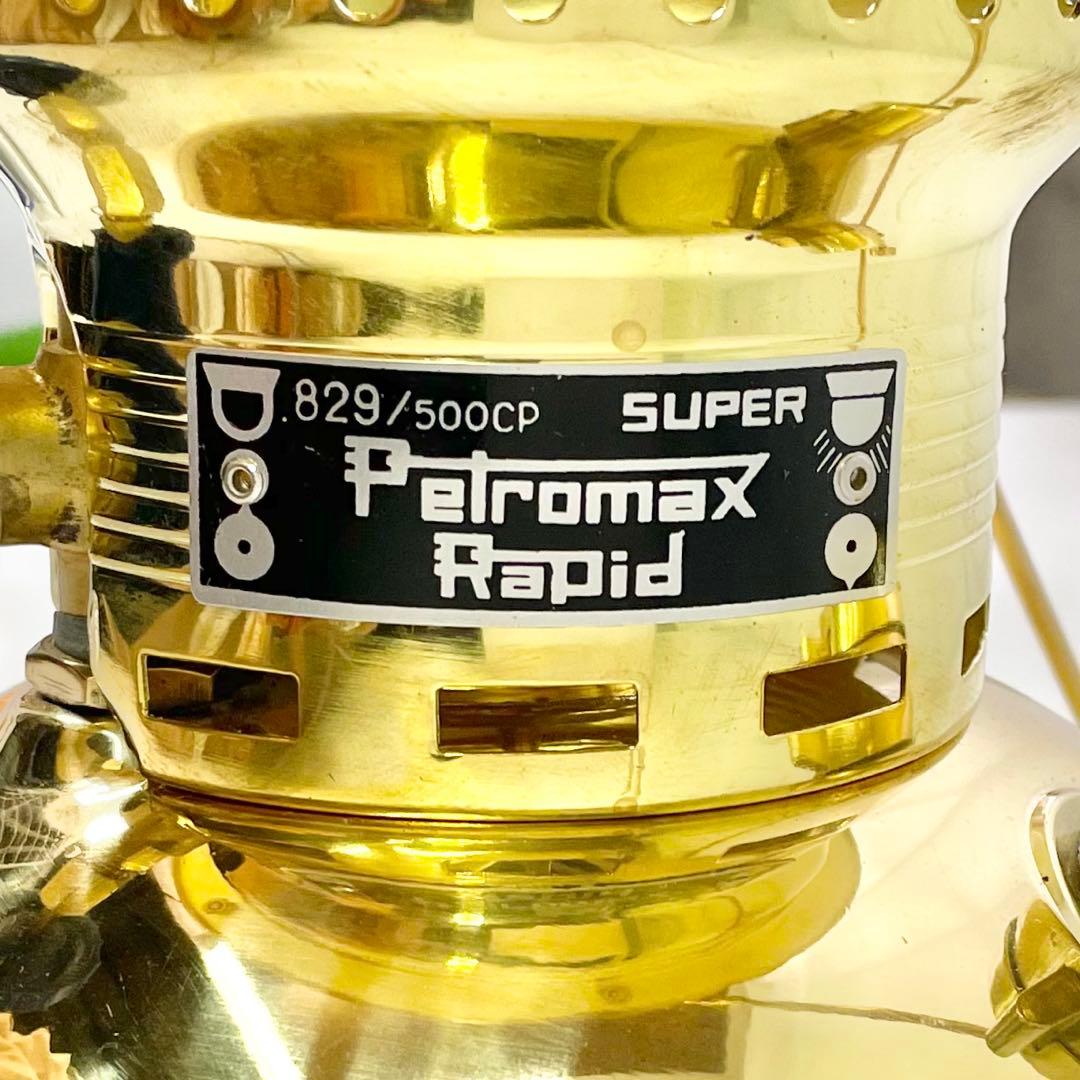 .829/500CP SUPER
Petromax
Rapid